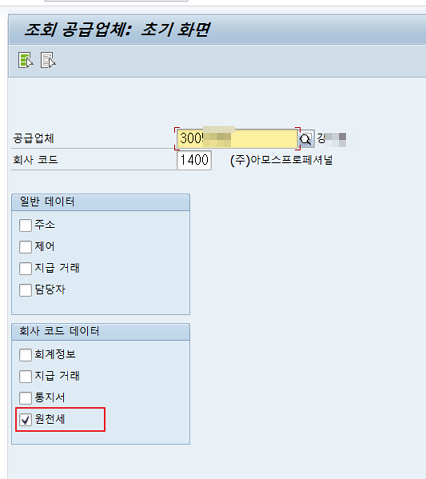 조회 공급업체: 초기 화면
공급업체 300 강
회사 코드 1400 (주)아모스프로페셔널
일반 데이터
주소
제어
지급 거래
담당자
회사 코드 데이터
회계정보
지급 거래
통지서
원천세